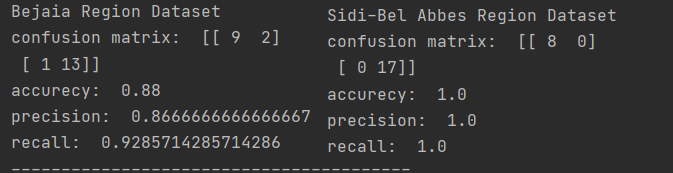 Bejaia Region Dataset
confusion matrix:  [[ 9  2]
 [ 1 13]]
accurecy:  0.88
precision:  0.8666666666666667
recall:  0.9285714285714286
----------------------------------------
Sidi-Bel Abbes Region Dataset
confusion matrix:  [[ 8  0]
 [ 0 17]]
accurecy:  1.0
precision:  1.0
recall:  1.0